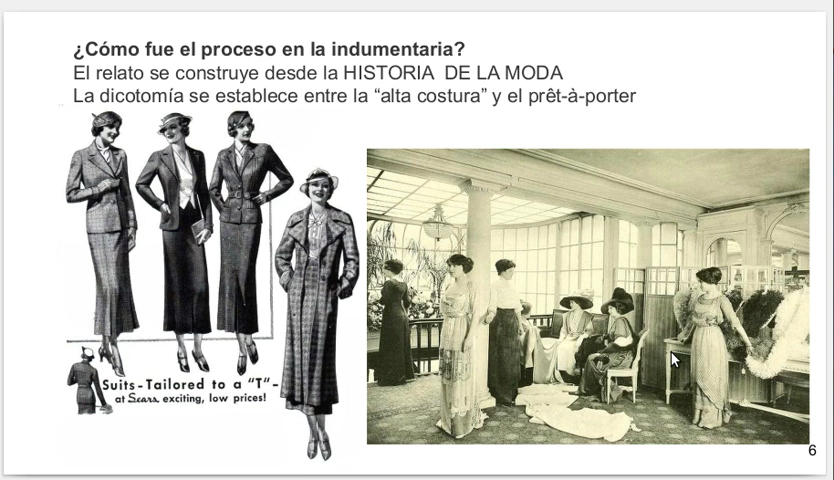 ¿Cómo fue el proceso en la indumentaria?
El relato se construye desde la HISTORIA DE LA MODA
La dicotomía se establece entre la “alta costura” y el prêt-à-porter
Suits-Tailored to a "T"-
at Sears exciting, low prices!
6